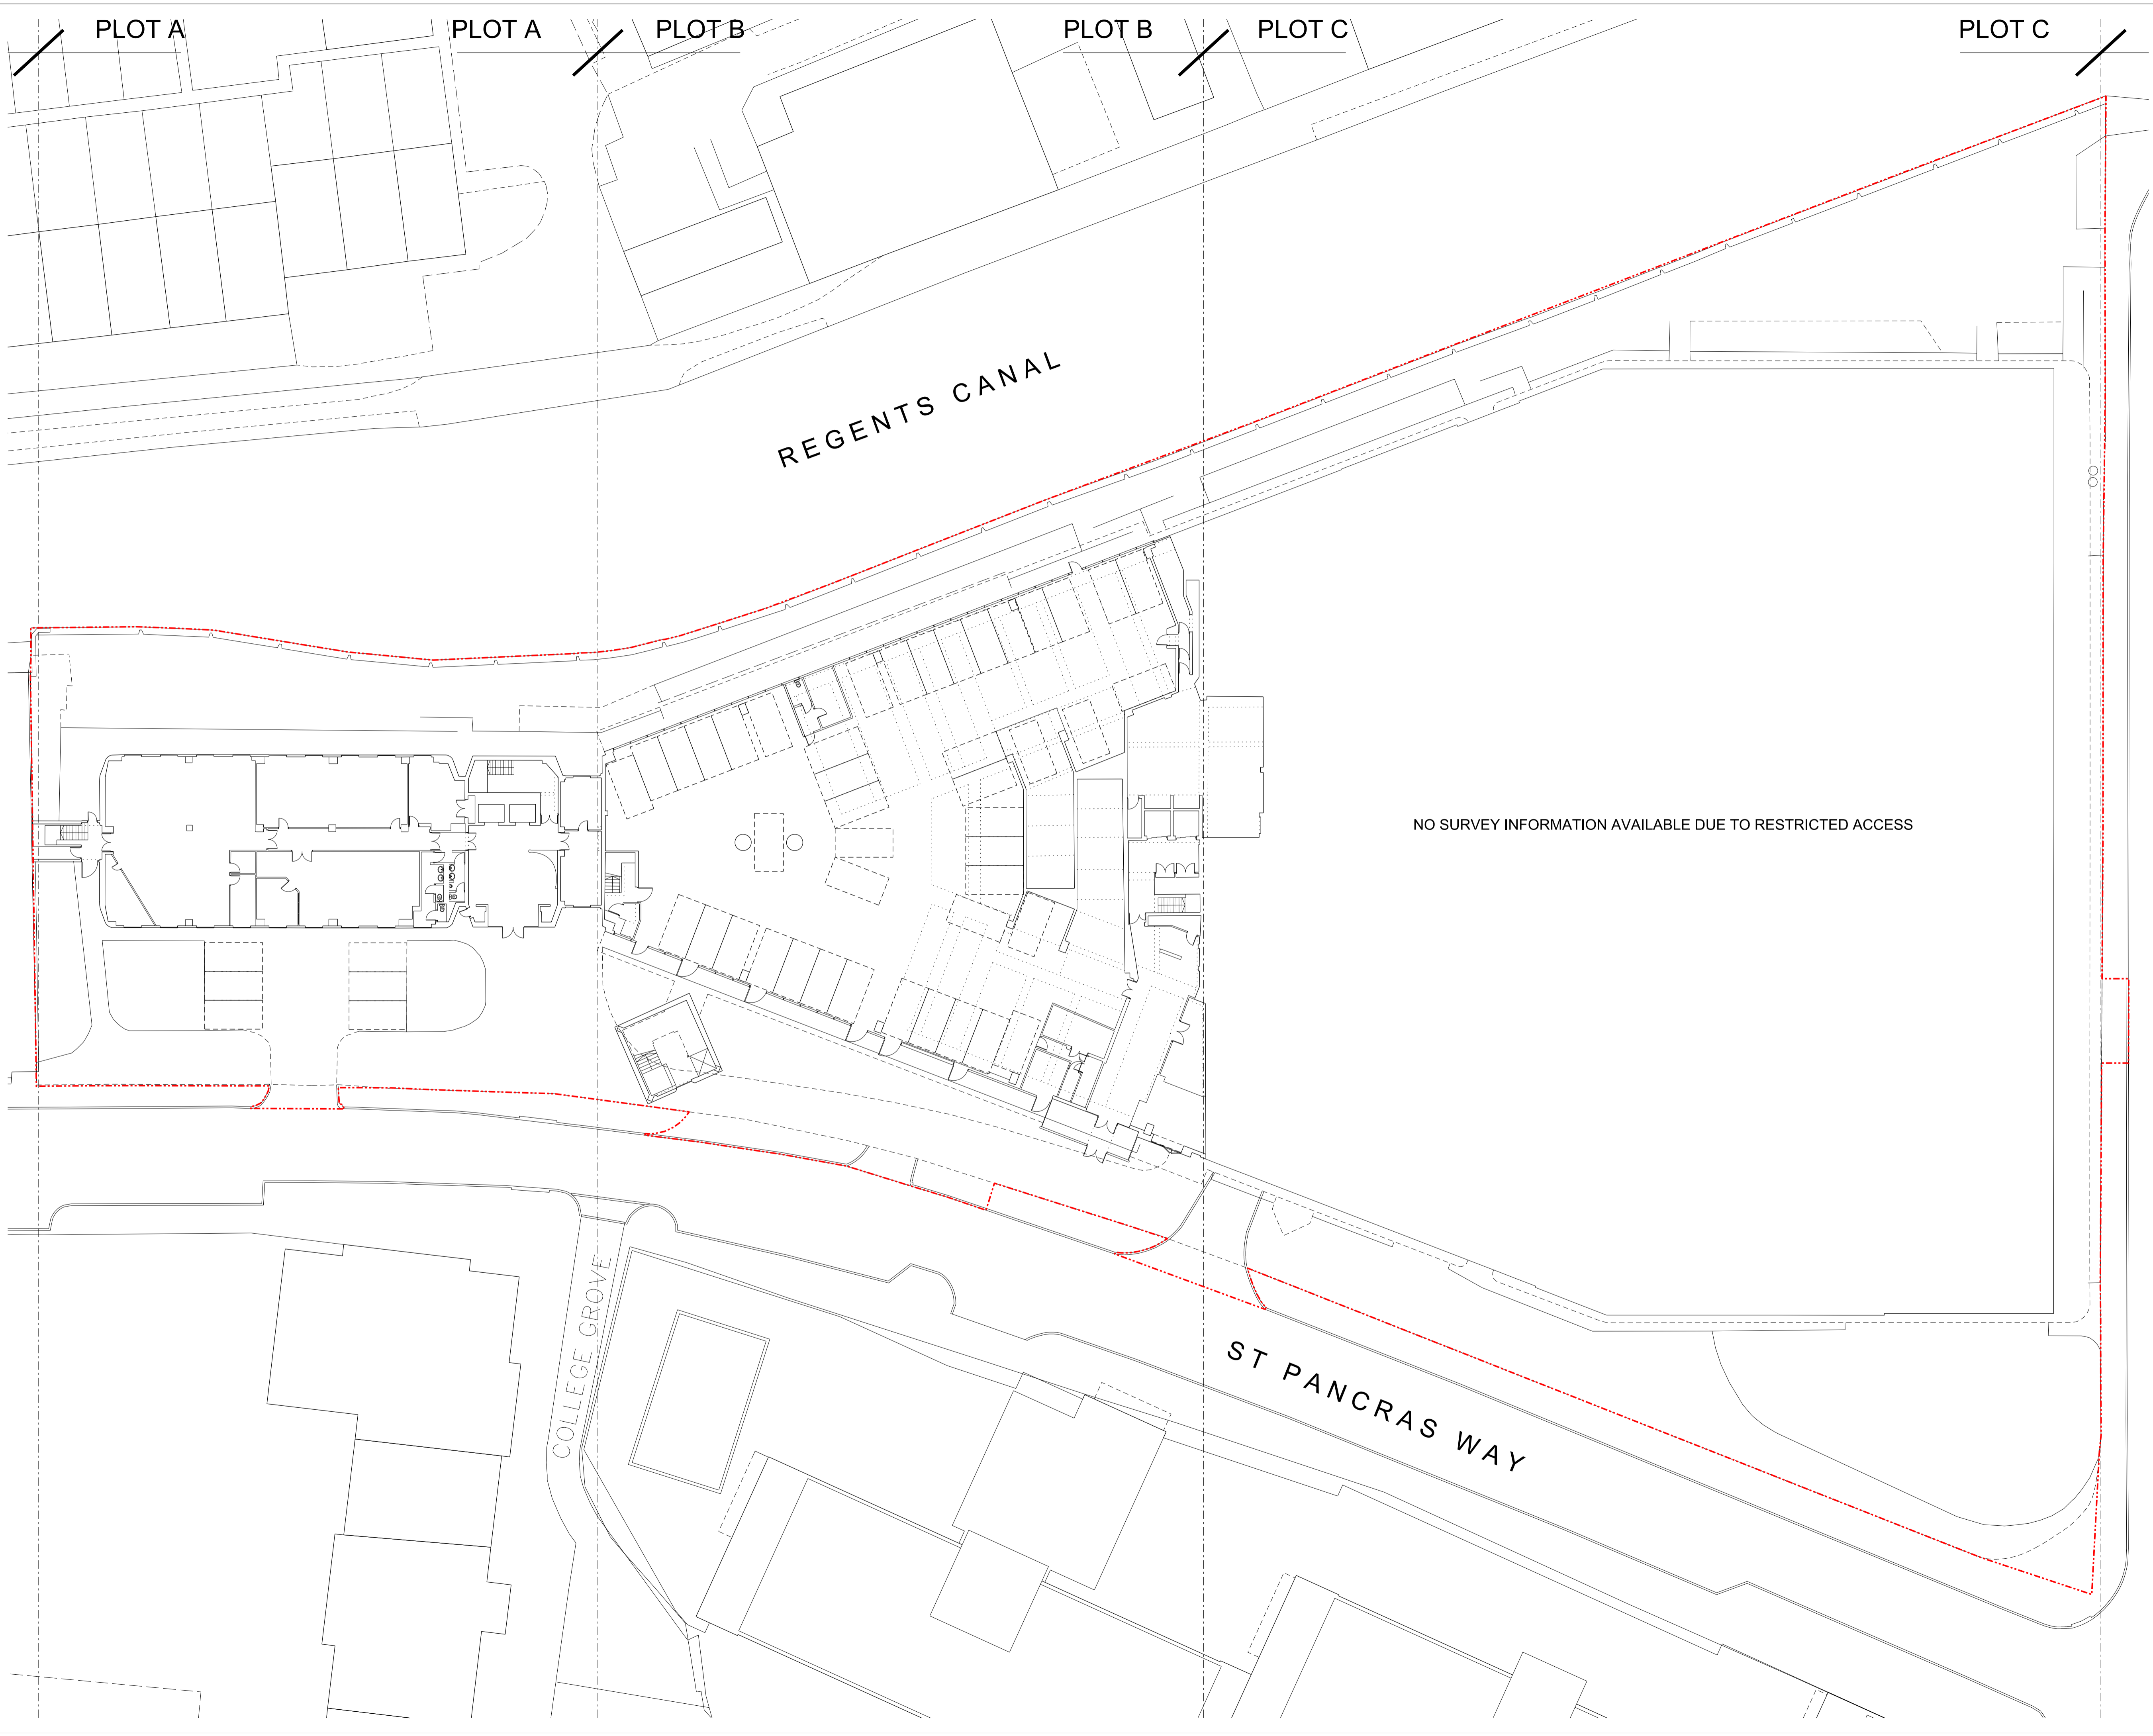 PLOT A
PLOT A
PLOT B
PLOT B
PLOT C
PLOT C
REGENTS CANAL
NO SURVEY INFORMATION AVAILABLE DUE TO RESTRICTED ACCESS
COLLEGE GROVE
ST PANCRAS WAY